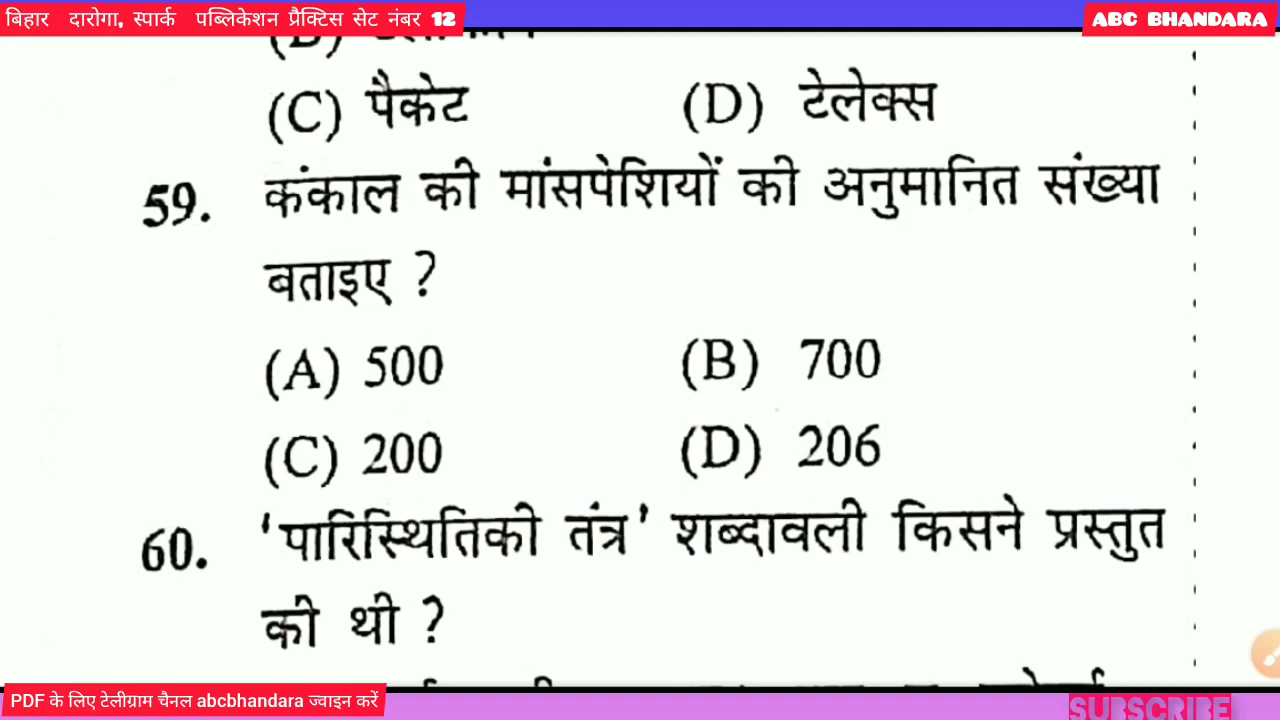 बिहार दारोगा, स्पार्क पब्लिकेशन प्रैक्टिस सेट नंबर 12
ABC BHANDARA
(C) पैकेट (D) टेलेक्स
59. कंकाल की मांसपेशियों की अनुमानित संख्या
बताइए ?
(A) 500 (B) 700
(C) 200 (D) 206
60. 'पारिस्थितिकी तंत्र' शब्दावली किसने प्रस्तुत
की थी ?
PDF के लिए टेलीग्राम चैनल abcbhandara ज्वाइन करें
SUBSCRIBE